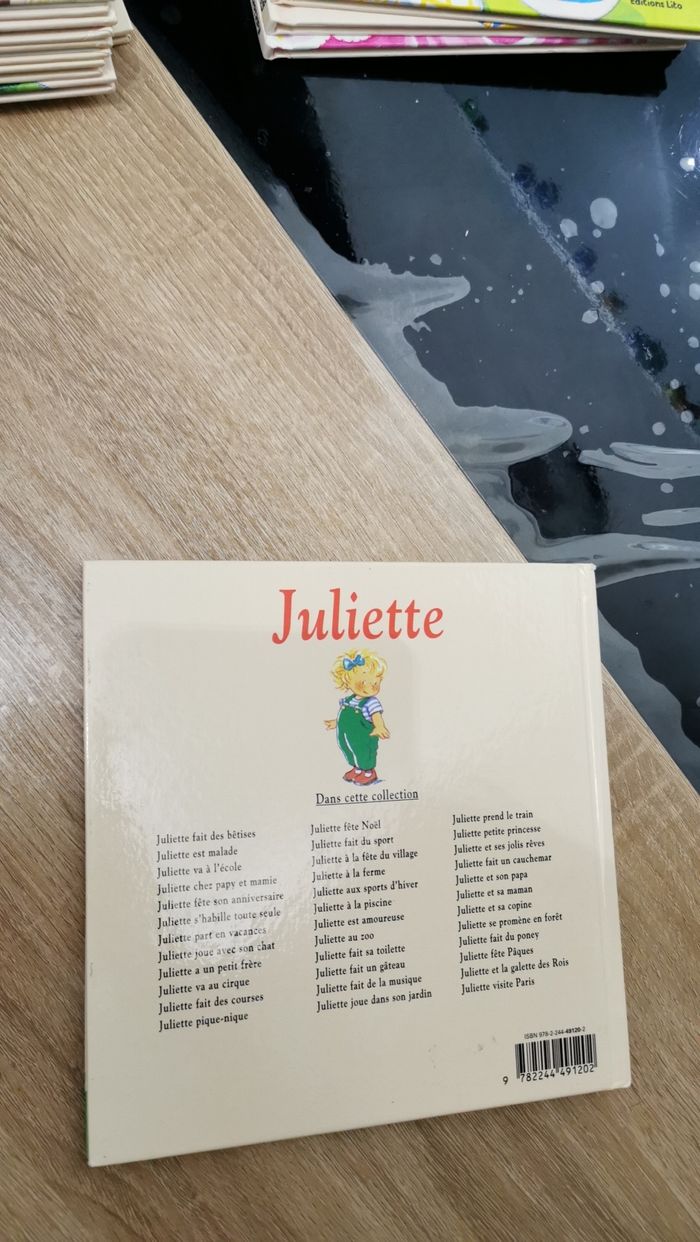 Editions Lito
Juliette
Dans cette collection
Juliette fait des bêtises
Juliette est malade
Juliette va à l'école
Juliette chez papy et mamie
Juliette fête son anniversaire
Juliette s'habille toute seule
Juliette part en vacances
Juliette joue avec son chat
Juliette a un petit frère
Juliette va au cirque
Juliette fait des courses
Juliette pique-nique
Juliette fête Noël
Juliette fait du sport
Juliette à la fête du village
Juliette à la ferme
Juliette aux sports d'hiver
Juliette à la piscine
Juliette est amoureuse
Juliette au zoo
Juliette fait sa toilette
Juliette fait un gâteau
Juliette fait de la musique
Juliette joue dans son jardin
Juliette prend le train
Juliette petite princesse
Juliette et ses jolis rêves
Juliette fait un cauchemar
Juliette et son papa
Juliette et sa maman
Juliette et sa copine
Juliette se promène en forêt
Juliette fait du poney
Juliette fête Pâques
Juliette et la galette des Rois
Juliette visite Paris
ISBN 978-2-244-49120-2
9 782244 491202